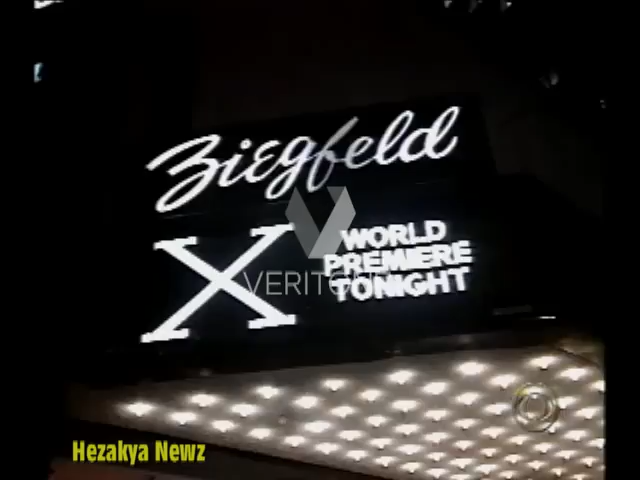 Ziegfeld
X
WORLD
PREMIERE
TONIGHT
VERITONE
Hezakya Newz